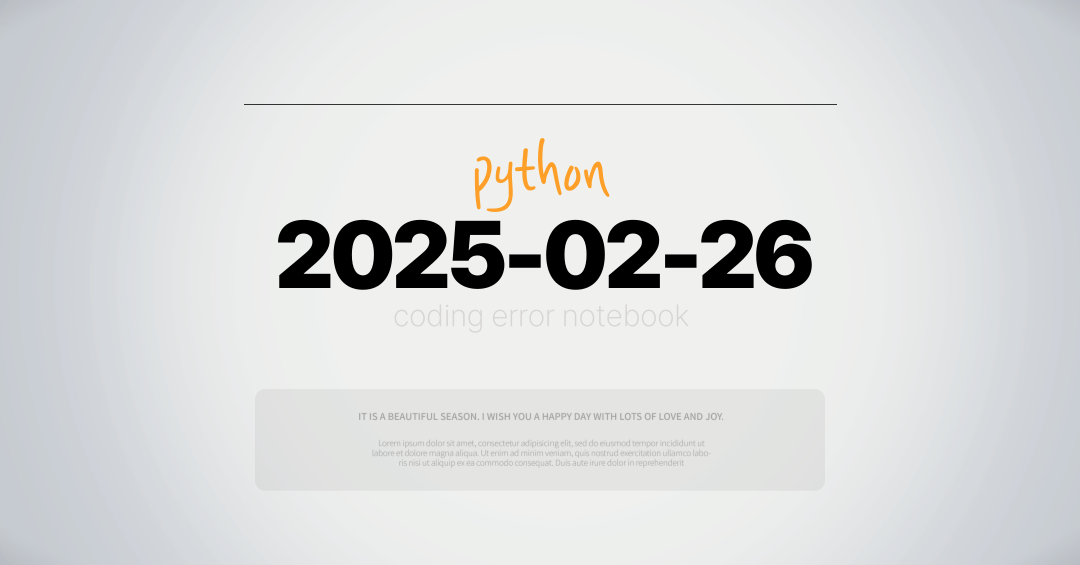 python
2025-02-26
coding error notebook
IT IS A BEAUTIFUL SEASON. I WISH YOU A HAPPY DAY WITH LOTS OF LOVE AND JOY.
Lorem ipsum dolor sit amet, consectetur adipisicing elit, sed do eiusmod tempor incididunt ut
labore et dolore magna aliqua. Ut enim ad minim veniam, quis nostrud exercitation ullamco labo-
ris nisi ut aliquip ex ea commodo consequat. Duis aute irure dolor in reprehenderit